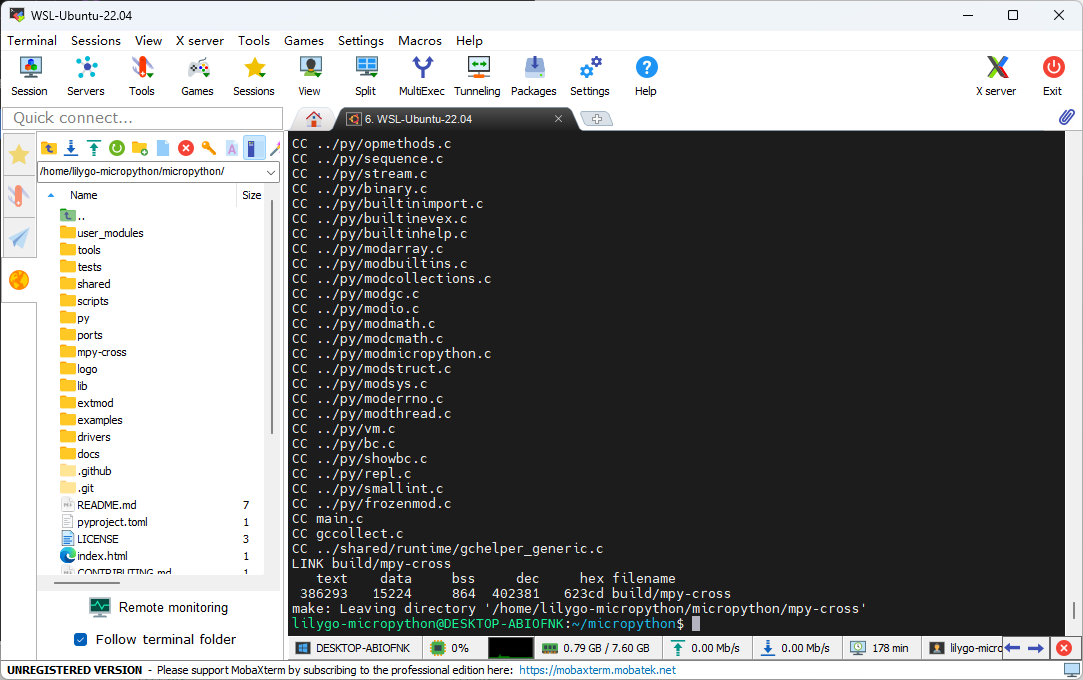 WSL-Ubuntu-22.04
Terminal Sessions View X server Tools Games Settings Macros Help
Session Servers Tools Games Sessions View Split MultiExec Tunneling Packages Settings Help X server Exit
Quick connect...
6. WSL-Ubuntu-22.04
/home/lilygo-micropython/micropython/
Name Size
..
user_modules
tools
tests
shared
scripts
py
ports
mpy-cross
logo
lib
extmod
examples
drivers
docs
.github
.git
README.md 7
pyproject.toml 1
LICENSE 3
index.html 1
CONTRIBUTING.md 1
Remote monitoring
Follow terminal folder
CC ../py/opmethods.c
CC ../py/sequence.c
CC ../py/stream.c
CC ../py/binary.c
CC ../py/builtinimport.c
CC ../py/builtinevex.c
CC ../py/builtinhelp.c
CC ../py/modarray.c
CC ../py/modbuiltins.c
CC ../py/modcollections.c
CC ../py/modgc.c
CC ../py/modio.c
CC ../py/modmath.c
CC ../py/modcmath.c
CC ../py/modmicropython.c
CC ../py/modstruct.c
CC ../py/modsys.c
CC ../py/moderrno.c
CC ../py/modthread.c
CC ../py/vm.c
CC ../py/bc.c
CC ../py/showbc.c
CC ../py/repl.c
CC ../py/smallint.c
CC ../py/frozenmod.c
CC main.c
CC gccollect.c
CC ../shared/runtime/gchelper_generic.c
LINK build/mpy-cross
text data bss dec hex filename
386293 15224 864 402381 623cd build/mpy-cross
make: Leaving directory '/home/lilygo-micropython/micropython/mpy-cross'
lilygo-micropython@DESKTOP-ABIOFNK:~/micropython$
DESKTOP-ABIOFNK 0% 0.79 GB / 7.60 GB 0.00 Mb/s 0.00 Mb/s 178 min lilygo-micro
UNREGISTERED VERSION - Please support MobaXterm by subscribing to the professional edition here: https://mobaxterm.mobatek.net